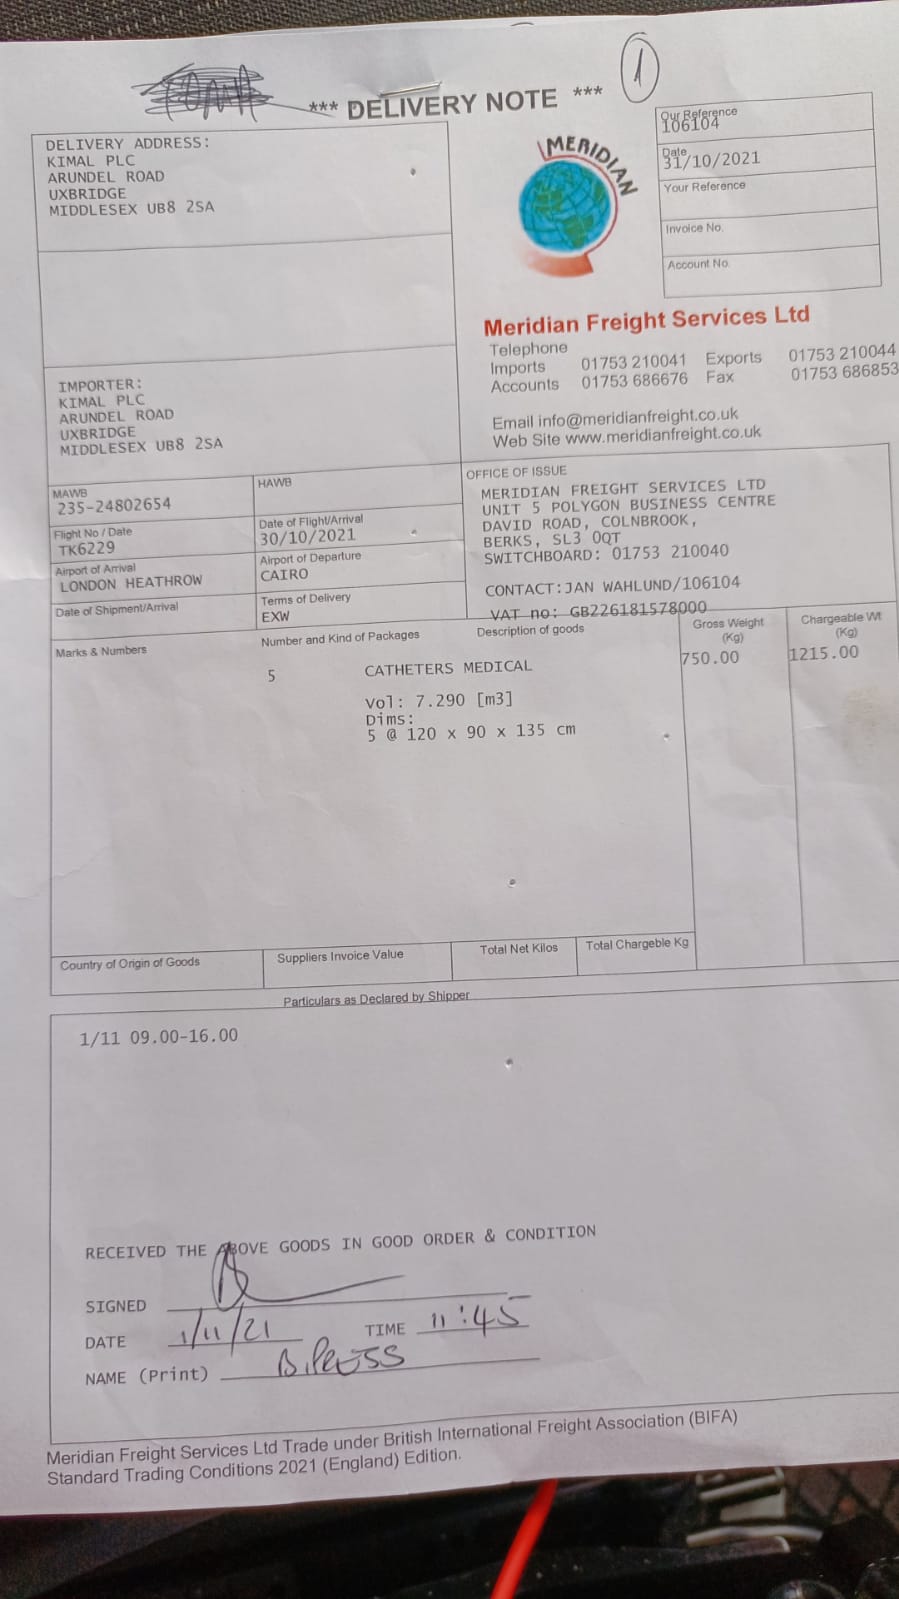 1
*** DELIVERY NOTE ***
DELIVERY ADDRESS:
KIMAL PLC
ARUNDEL ROAD
UXBRIDGE
MIDDLESEX UB8 2SA
MERIDIAN
Our Reference
106104
Date
31/10/2021
Your Reference
Invoice No.
Account No.
Meridian Freight Services Ltd
Telephone
Imports 01753 210041 Exports 01753 210044
Accounts 01753 686676 Fax 01753 686853
Email info@meridianfreight.co.uk
Web Site www.meridianfreight.co.uk
IMPORTER:
KIMAL PLC
ARUNDEL ROAD
UXBRIDGE
MIDDLESEX UB8 2SA
MAWB
235-24802654
HAWB
Flight No / Date
TK6229
Date of Flight/Arrival
30/10/2021
Airport of Arrival
LONDON HEATHROW
Airport of Departure
CAIRO
Date of Shipment/Arrival
Terms of Delivery
EXW
OFFICE OF ISSUE
MERIDIAN FREIGHT SERVICES LTD
UNIT 5 POLYGON BUSINESS CENTRE
DAVID ROAD, COLNBROOK,
BERKS, SL3 0QT
SWITCHBOARD: 01753 210040
CONTACT:JAN WAHLUND/106104
VAT no: GB226181578000
Marks & Numbers
Number and Kind of Packages
Description of goods
Gross Weight
(Kg)
Chargeable Wt
(Kg)
5 CATHETERS MEDICAL 750.00 1215.00
Vol: 7.290 [m3]
Dims:
5 @ 120 x 90 x 135 cm
Country of Origin of Goods
Suppliers Invoice Value
Total Net Kilos
Total Chargeble Kg
Particulars as Declared by Shipper
1/11 09.00-16.00
RECEIVED THE ABOVE GOODS IN GOOD ORDER & CONDITION
SIGNED
DATE 1/11/21 TIME 11:45
NAME (Print)
Meridian Freight Services Ltd Trade under British International Freight Association (BIFA)
Standard Trading Conditions 2021 (England) Edition.